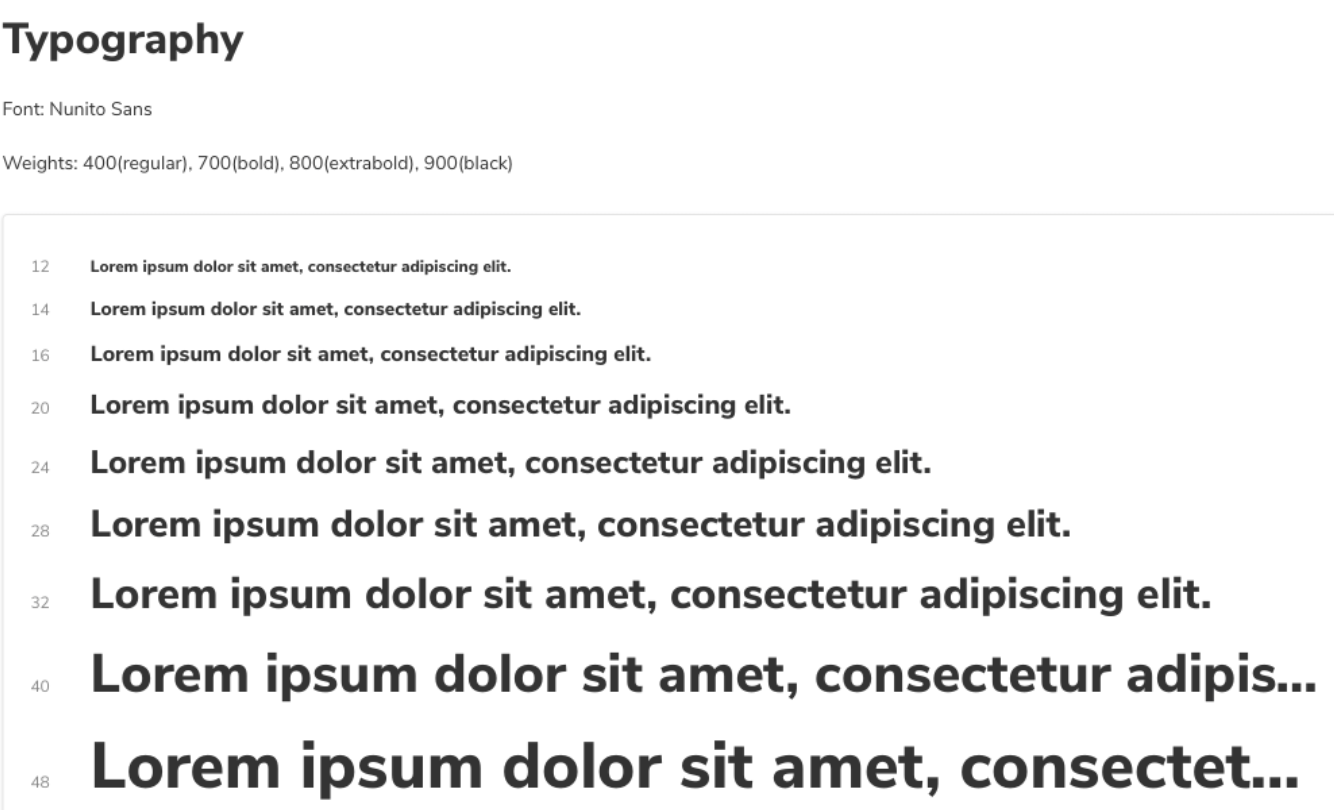 Typography
Font: Nunito Sans
Weights: 400(regular), 700(bold), 800(extrabold), 900(black)
12 Lorem ipsum dolor sit amet, consectetur adipiscing elit.
14 Lorem ipsum dolor sit amet, consectetur adipiscing elit.
16 Lorem ipsum dolor sit amet, consectetur adipiscing elit.
20 Lorem ipsum dolor sit amet, consectetur adipiscing elit.
24 Lorem ipsum dolor sit amet, consectetur adipiscing elit.
28 Lorem ipsum dolor sit amet, consectetur adipiscing elit.
32 Lorem ipsum dolor sit amet, consectetur adipiscing elit.
40 Lorem ipsum dolor sit amet, consectetur adipis...
48 Lorem ipsum dolor sit amet, consectet...